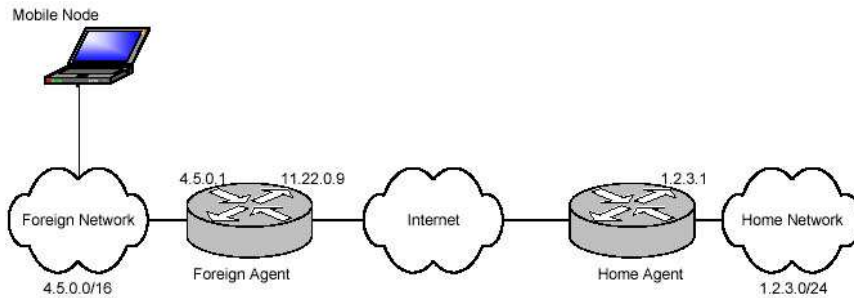 Mobile Node
4.5.0.1
11.22.0.9
1.2.3.1
Foreign Network
Internet
Home Network
Foreign Agent
Home Agent
4.5.0.0/16
1.2.3.0/24